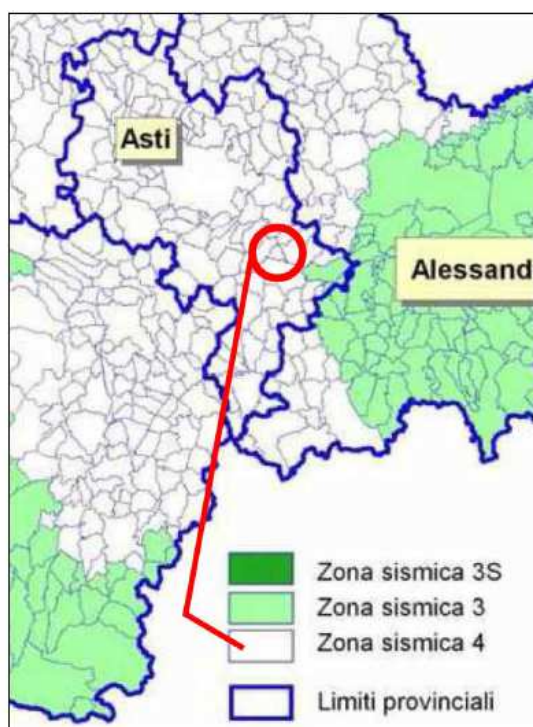 Asti
Alessand
Zona sismica 3S
Zona sismica 3
Zona sismica 4
Limiti provinciali